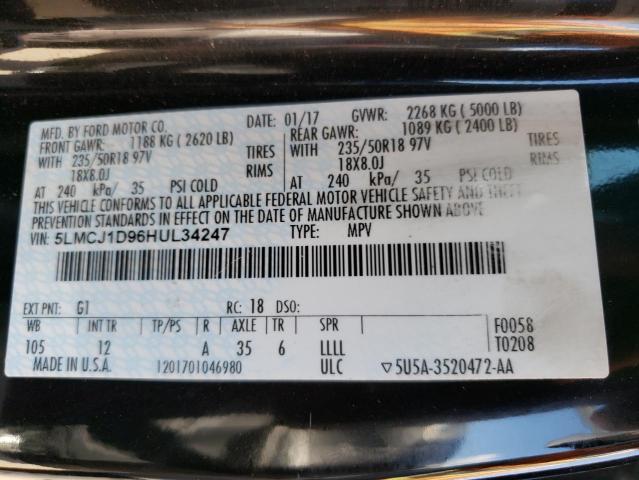 MFD. BY FORD MOTOR CO.
DATE: 01/17 GVWR: 2268 KG ( 5000 LB)
FRONT GAWR: 1188 KG ( 2620 LB) REAR GAWR: 1089 KG ( 2400 LB)
WITH 235/50R18 97V TIRES WITH 235/50R18 97V TIRES
18X8.0J RIMS 18X8.0J RIMS
AT 240 kPa/ 35 PSI COLD AT 240 kPa/ 35 PSI COLD
THIS VEHICLE CONFORMS TO ALL APPLICABLE FEDERAL MOTOR VEHICLE SAFETY AND THEFT
PREVENTION STANDARDS IN EFFECT ON THE DATE OF MANUFACTURE SHOWN ABOVE
VIN: 5LMCJ1D96HUL34247 TYPE: MPV
EXT PNT: G1 RC: 18 DSO:
WB INT TR TP/PS R AXLE TR SPR F0058
105 12 A 35 6 LLLL T0208
MADE IN U.S.A. 1201701046980 ULC ▽5U5A-3520472-AA